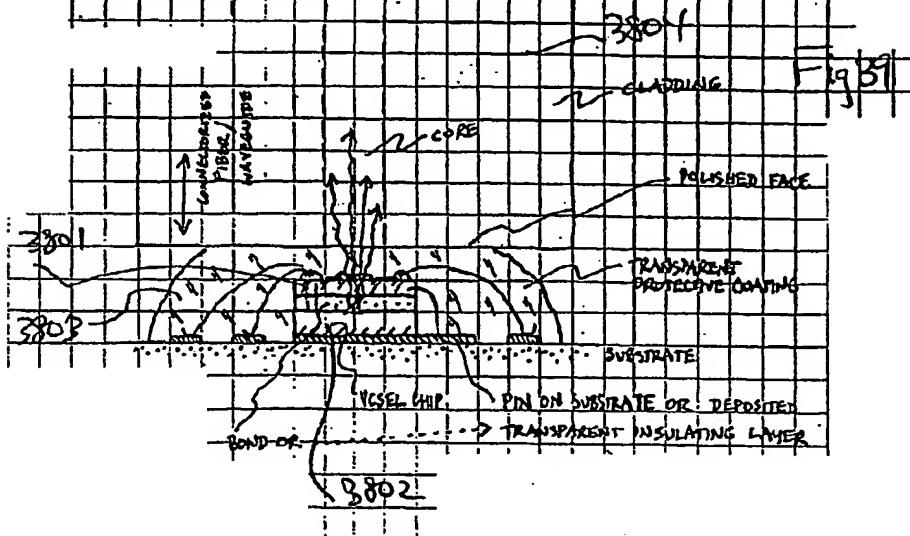 3804
Fig 39
CLADDING
CORE
CONNECTORIZED
FIBER/
WAVEGUIDE
POLISHED FACE
3801
TRANSPARENT
PROTECTIVE COATING
3803
SUBSTRATE
VCSEL CHIP
PIN ON SUBSTRATE OR DEPOSITED
BOND OR
TRANSPARENT INSULATING LAYER
3802